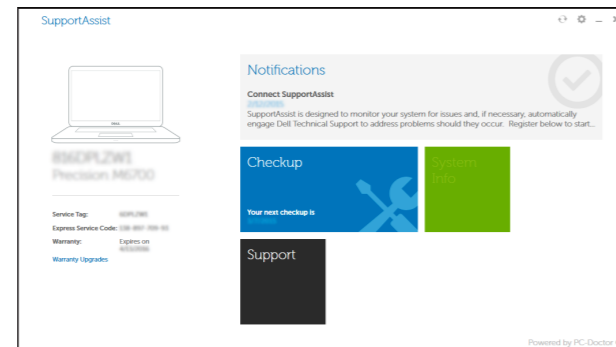 SupportAssist
Notifications
Connect SupportAssist
SupportAssist is designed to monitor your system for issues and, if necessary, automatically
engage Dell Technical Support to address problems should they occur. Register below to start...
Precision M6700
Checkup
System
Info
Your next checkup is
Service Tag:
Express Service Code:
Warranty: Expires on
Warranty Upgrades
Support
Powered by PC-Doctor